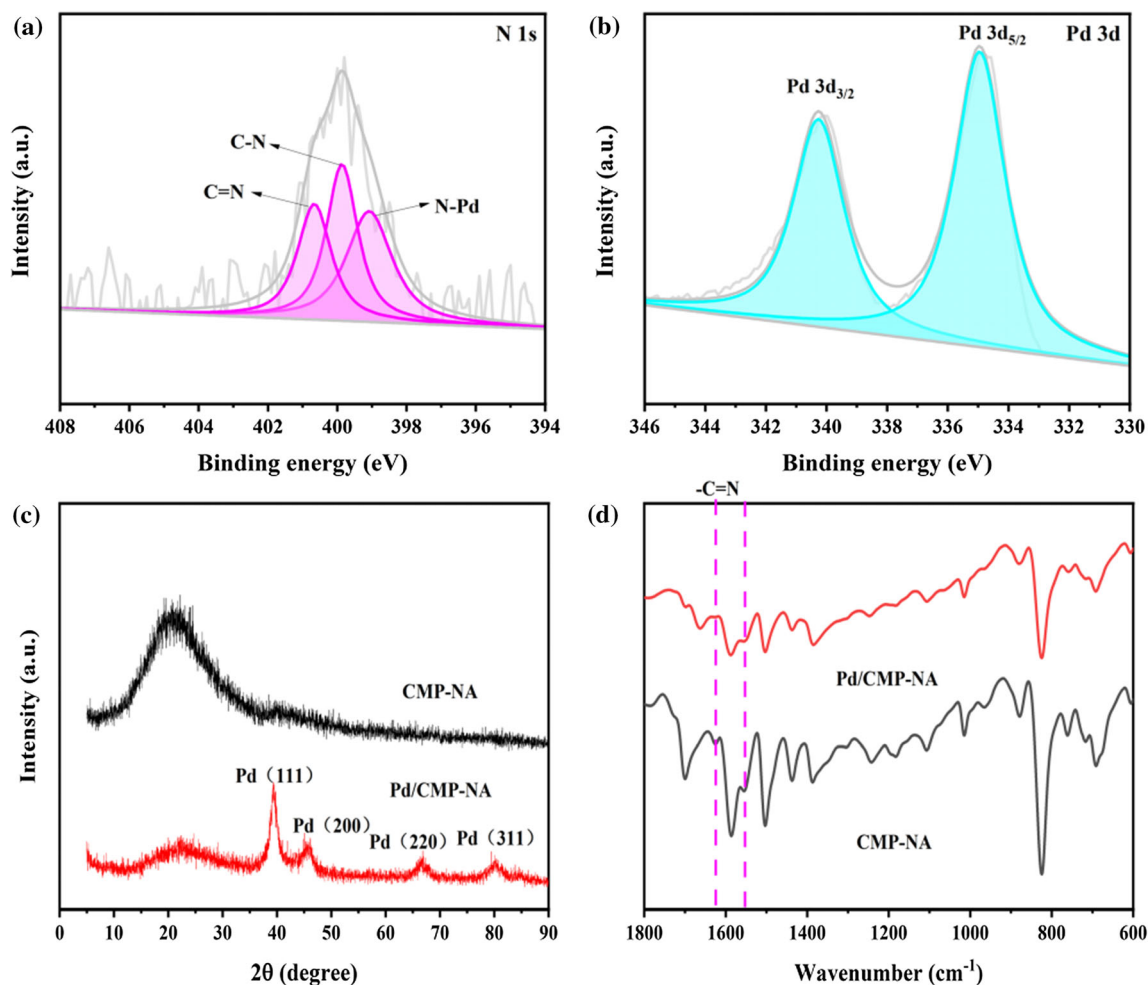 (a)
N 1s
C-N
C=N
N-Pd
Intensity (a.u.)
408 406 404 402 400 398 396 394
Binding energy (eV)
(b)
Pd 3d
Pd 3d5/2
Pd 3d3/2
Intensity (a.u.)
346 344 342 340 338 336 334 332 330
Binding energy (eV)
(c)
CMP-NA
Pd（111）
Pd/CMP-NA
Pd（200）
Pd（220）
Pd（311）
Intensity (a.u.)
0 10 20 30 40 50 60 70 80 90
2θ (degree)
-C=N
(d)
Pd/CMP-NA
CMP-NA
1800 1600 1400 1200 1000 800 600
Wavenumber (cm-1)